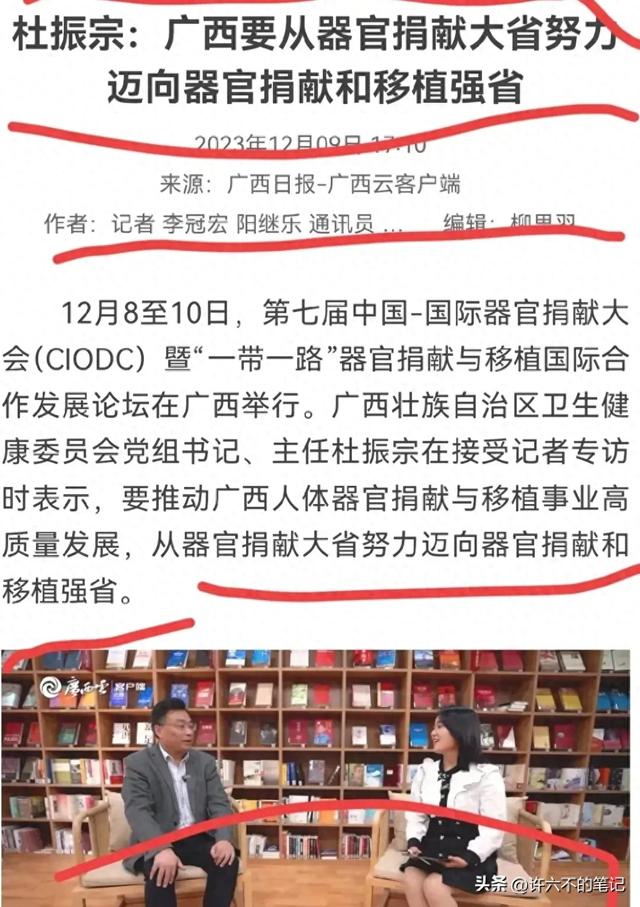 杜振宗：广西要从器官捐献大省努力
迈向器官捐献和移植强省
2023年12月09日 17:10
来源：广西日报-广西云客户端
作者：记者 李冠宏 阳继乐 通讯员 ... 编辑：柳思羽
12月8至10日，第七届中国-国际器官捐献大
会（CIODC）暨“一带一路”器官捐献与移植国际合
作发展论坛在广西举行。广西壮族自治区卫生健
康委员会党组书记、主任杜振宗在接受记者专访
时表示，要推动广西人体器官捐献与移植事业高
质量发展，从器官捐献大省努力迈向器官捐献和
移植强省。
廣西云 客户端
头条 @许六不的笔记